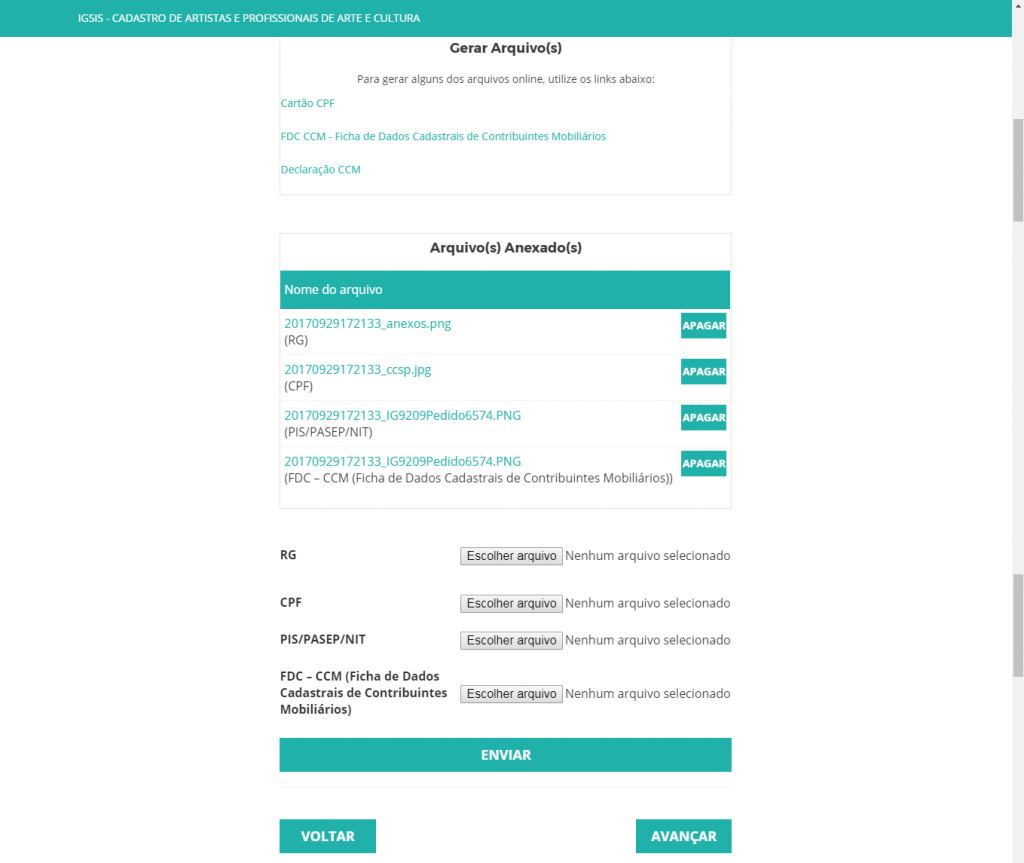 IGSIS - CADASTRO DE ARTISTAS E PROFISSIONAIS DE ARTE E CULTURA
Gerar Arquivo(s)
Para gerar alguns dos arquivos online, utilize os links abaixo:
Cartão CPF
FDC CCM - Ficha de Dados Cadastrais de Contribuintes Mobiliários
Declaração CCM
Arquivo(s) Anexado(s)
Nome do arquivo
20170929172133_anexos.png APAGAR
(RG)
20170929172133_ccsp.jpg APAGAR
(CPF)
20170929172133_IG9209Pedido6574.PNG APAGAR
(PIS/PASEP/NIT)
20170929172133_IG9209Pedido6574.PNG APAGAR
(FDC – CCM (Ficha de Dados Cadastrais de Contribuintes Mobiliários))
RG Escolher arquivo Nenhum arquivo selecionado
CPF Escolher arquivo Nenhum arquivo selecionado
PIS/PASEP/NIT Escolher arquivo Nenhum arquivo selecionado
FDC – CCM (Ficha de Dados
Cadastrais de Contribuintes Escolher arquivo Nenhum arquivo selecionado
Mobiliários)
ENVIAR
VOLTAR AVANÇAR